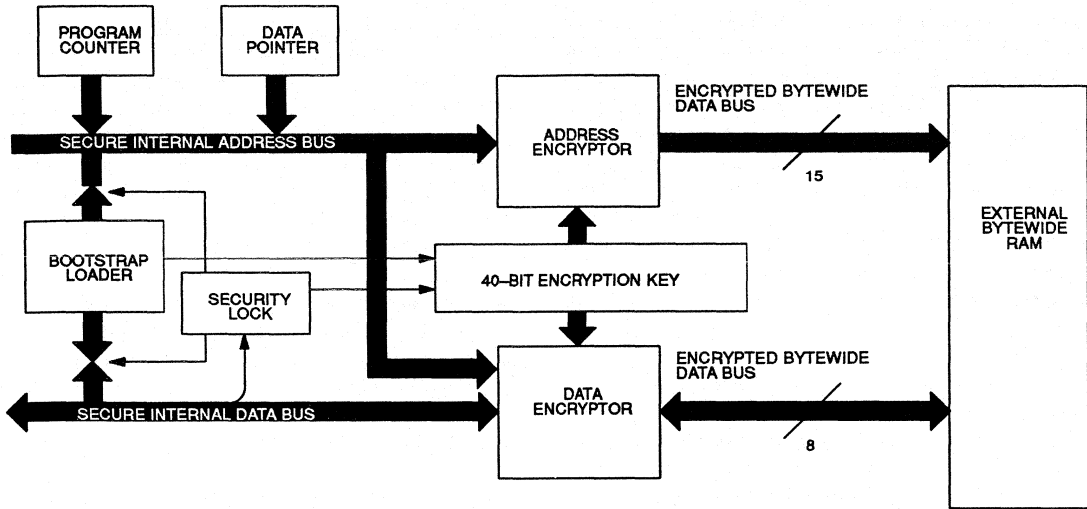 PROGRAM
COUNTER
DATA
POINTER
SECURE INTERNAL ADDRESS BUS
ADDRESS
ENCRYPTOR
ENCRYPTED BYTEWIDE
DATA BUS
15
EXTERNAL
BYTEWIDE
RAM
BOOTSTRAP
LOADER
SECURITY
LOCK
40–BIT ENCRYPTION KEY
SECURE INTERNAL DATA BUS
DATA
ENCRYPTOR
ENCRYPTED BYTEWIDE
DATA BUS
8